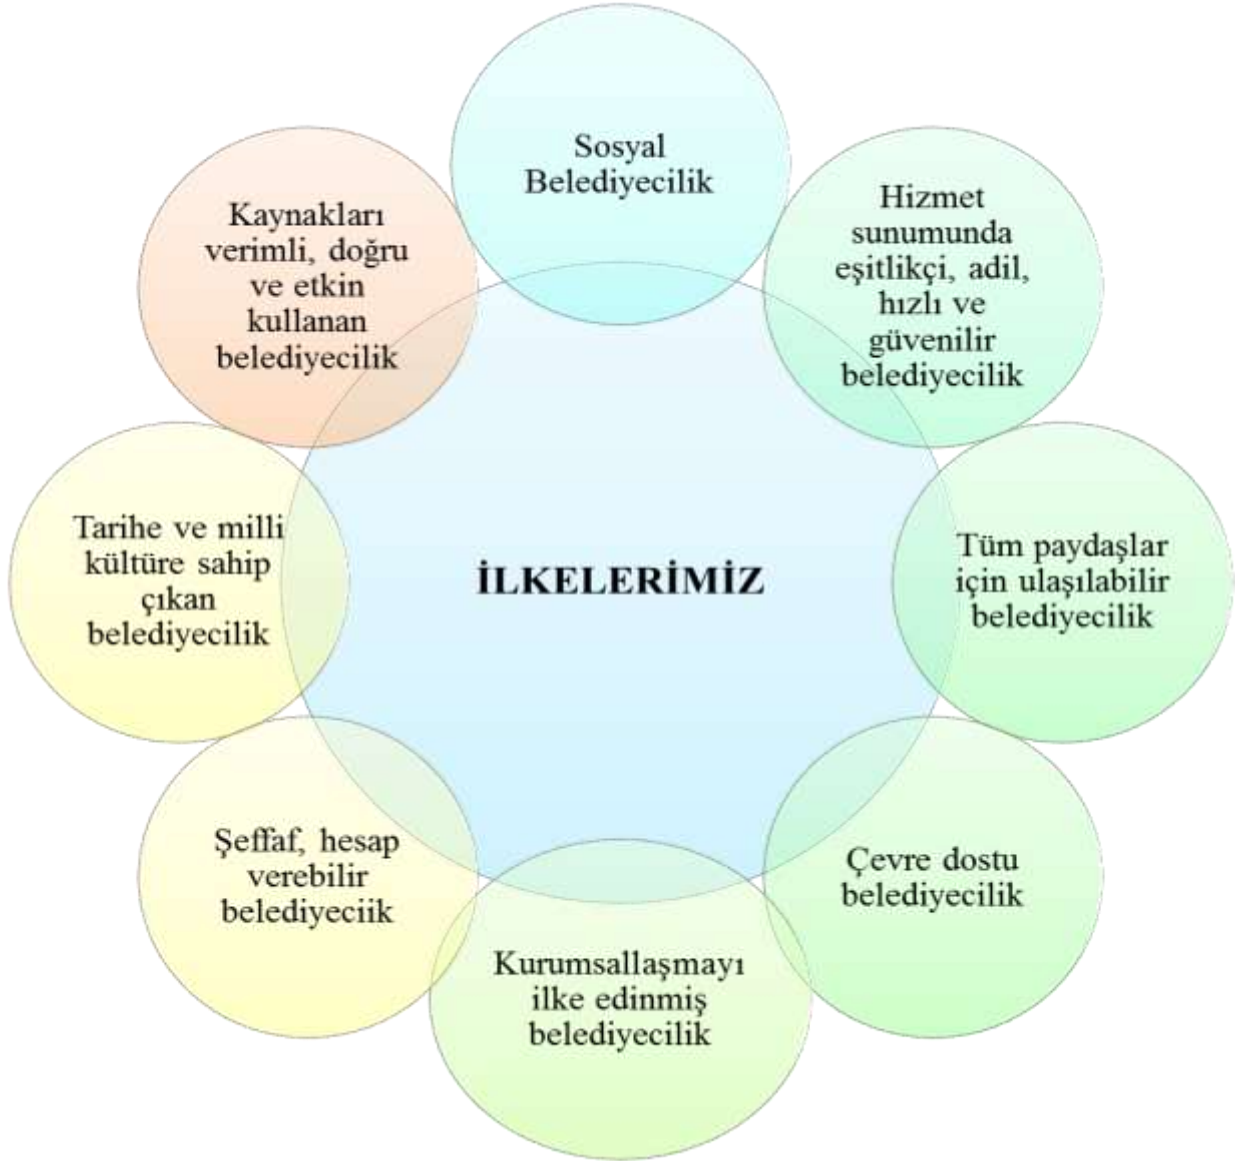 Sosyal
Belediyecilik
Hizmet
sunumunda
eşitlikçi, adil,
hızlı ve
güvenilir
belediyecilik
Tüm paydaşlar
için ulaşılabilir
belediyecilik
Çevre dostu
belediyecilik
Kurumsallaşmayı
ilke edinmiş
belediyecilik
Şeffaf, hesap
verebilir
belediyeciik
Tarihe ve milli
kültüre sahip
çıkan
belediyecilik
Kaynakları
verimli, doğru
ve etkin
kullanan
belediyecilik
İLKELERİMİZ